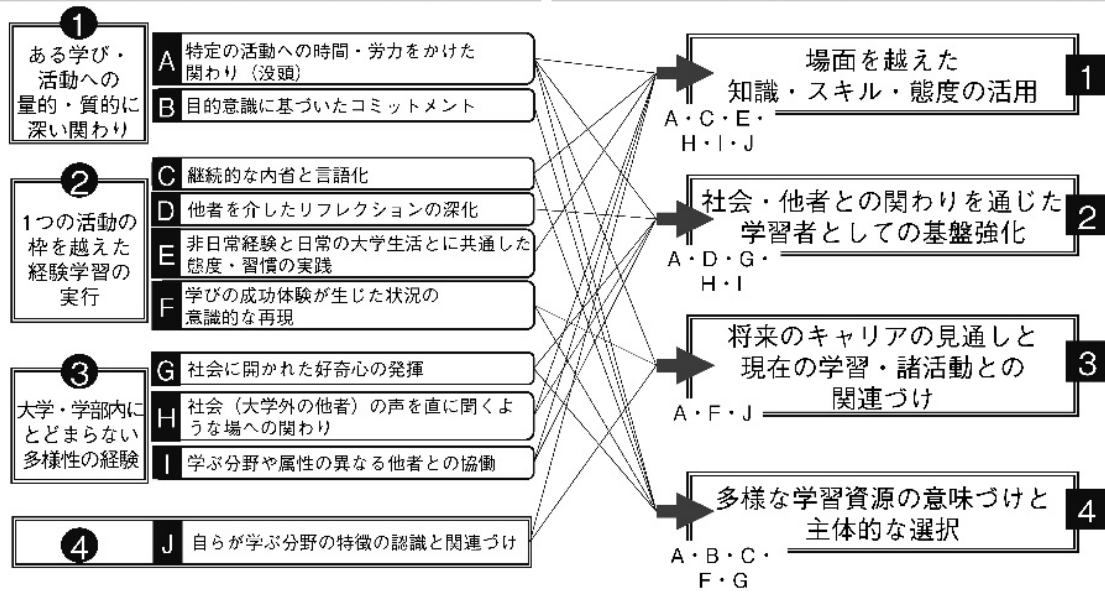 1
ある学び・
活動への
量的・質的に
深い関わり
A
特定の活動への時間・労力をかけた
関わり（没頭）
B
目的意識に基づいたコミットメント
2
1つの活動の
枠を越えた
経験学習の
実行
C
継続的な内省と言語化
D
他者を介したリフレクションの深化
E
非日常経験と日常の大学生活とに共通した
態度・習慣の実践
F
学びの成功体験が生じた状況の
意識的な再現
3
大学・学部内に
とどまらない
多様性の経験
G
社会に開かれた好奇心の発揮
H
社会（大学外の他者）の声を直に聞くよ
うな場への関わり
I
学ぶ分野や属性の異なる他者との協働
4
J
自らが学ぶ分野の特徴の認識と関連づけ
場面を越えた
知識・スキル・態度の活用
1
A・C・E・
H・I・J
社会・他者との関わりを通じた
学習者としての基盤強化
2
A・D・G・
H・I
将来のキャリアの見通しと
現在の学習・諸活動との
関連づけ
3
A・F・J
多様な学習資源の意味づけと
主体的な選択
4
A・B・C・
F・G